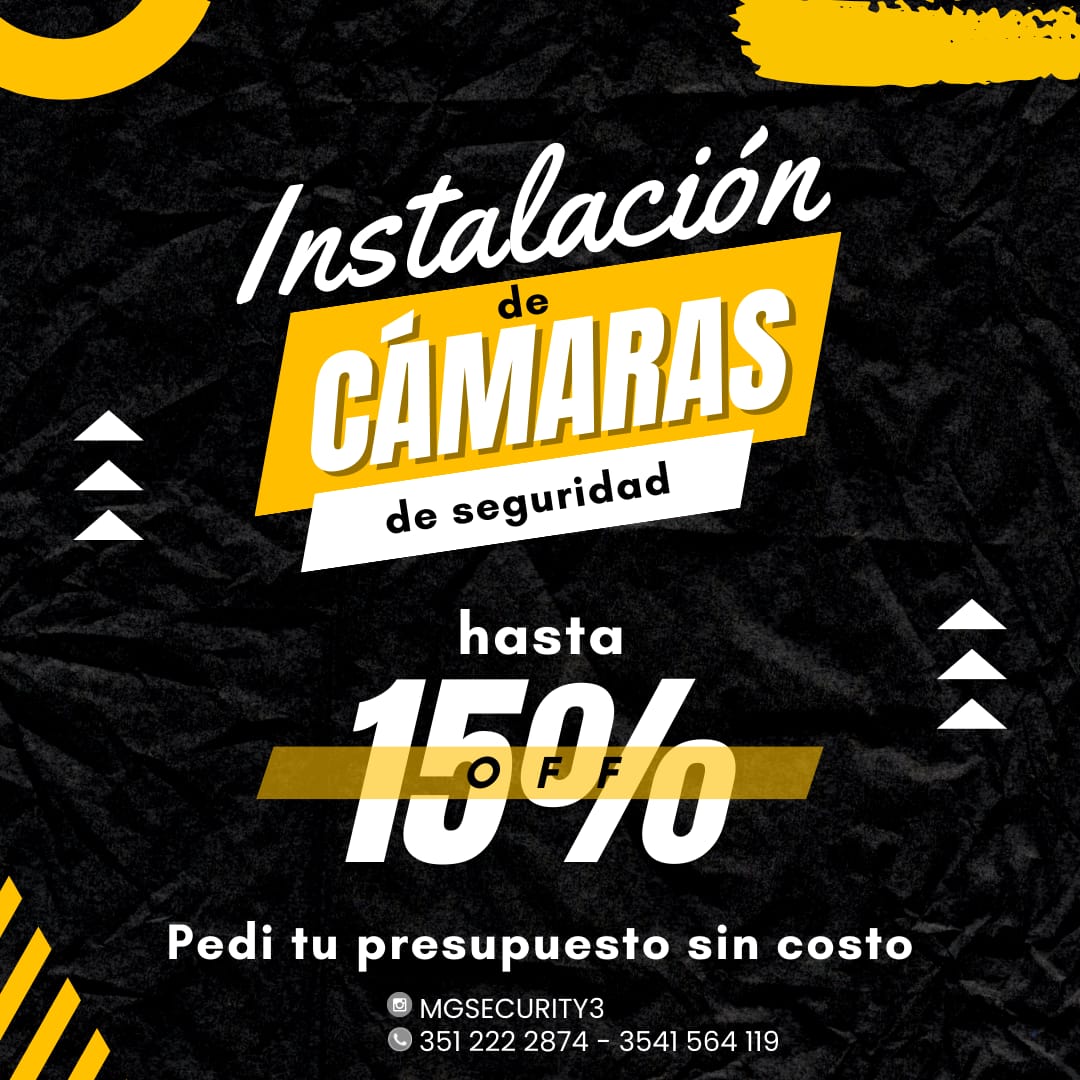 Instalación
de
CÁMARAS
de seguridad
hasta
15%
OFF
Pedi tu presupuesto sin costo
MGSECURITY3
351 222 2874 - 3541 564 119